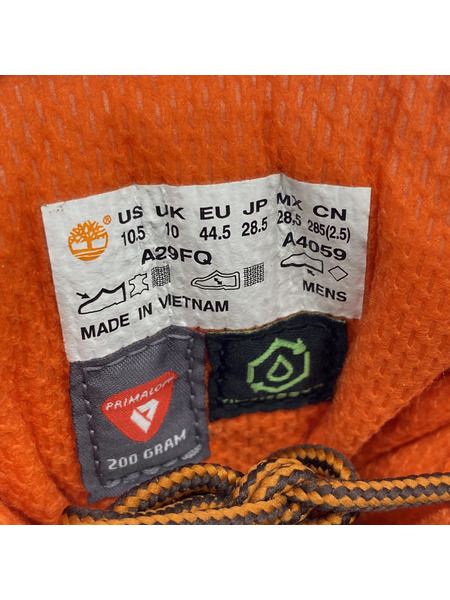 US UK EU JP MX CN
10.5 10 44.5 28.5 28.5 285(2.5)
A29FQ A4059
MENS
MADE IN VIETNAM
PRIMALOFT
200 GRAM